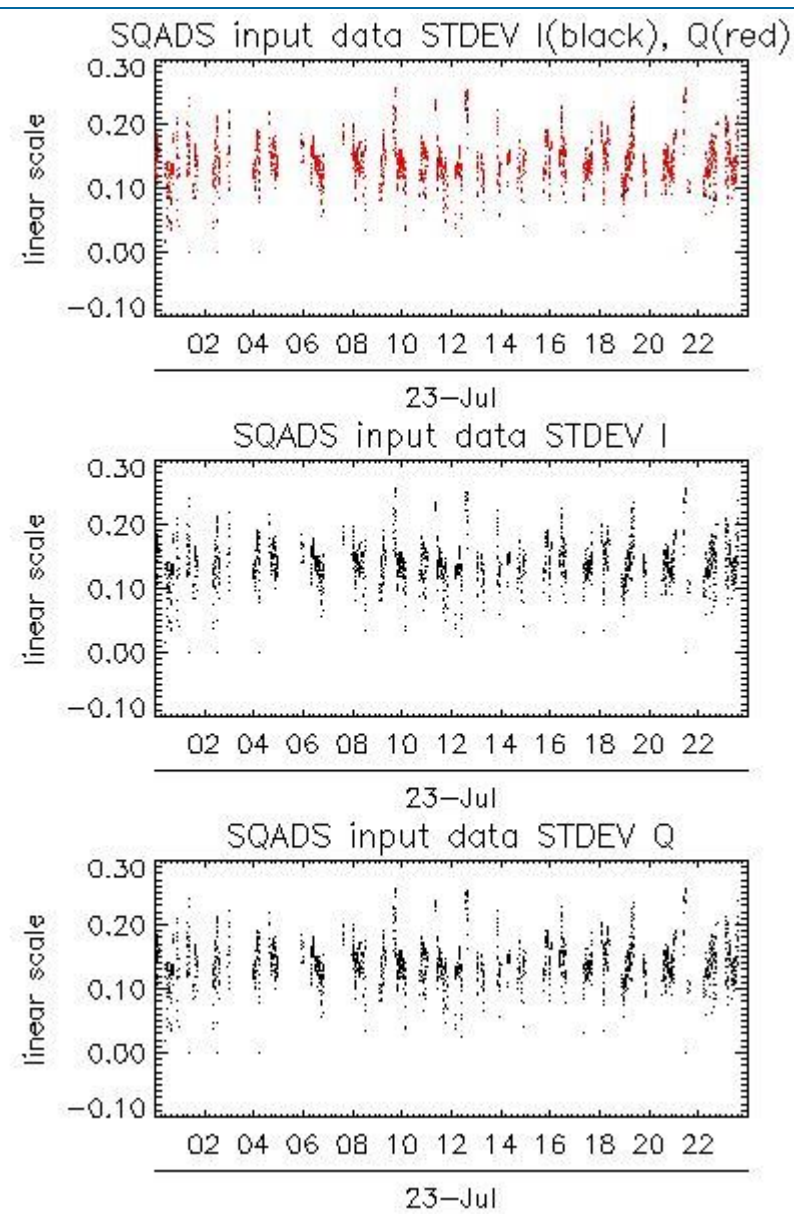 SQADS input data STDEV I(black), Q(red)
0.30
0.20
0.10
0.00
-0.10
linear scale
02 04 06 08 10 12 14 16 18 20 22
23-Jul
SQADS input data STDEV I
0.30
0.20
0.10
0.00
-0.10
linear scale
02 04 06 08 10 12 14 16 18 20 22
23-Jul
SQADS input data STDEV Q
0.30
0.20
0.10
0.00
-0.10
linear scale
02 04 06 08 10 12 14 16 18 20 22
23-Jul